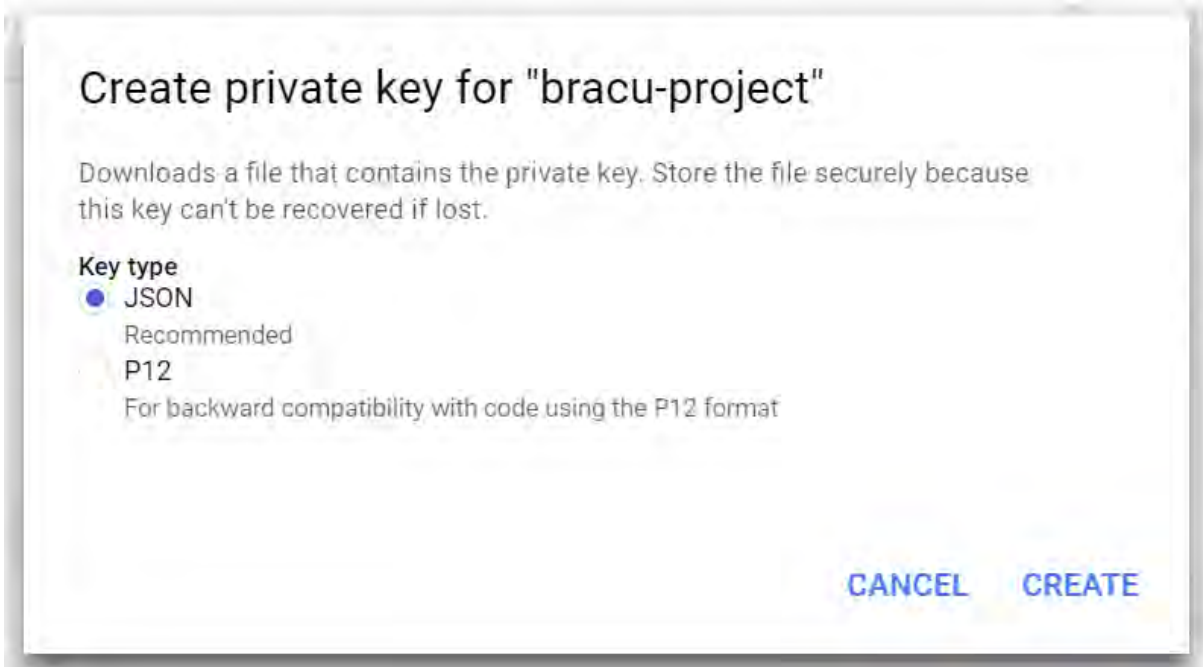 Create private key for "bracu-project"
Downloads a file that contains the private key. Store the file securely because
this key can't be recovered if lost.
Key type
JSON
Recommended
P12
For backward compatibility with code using the P12 format
CANCEL CREATE